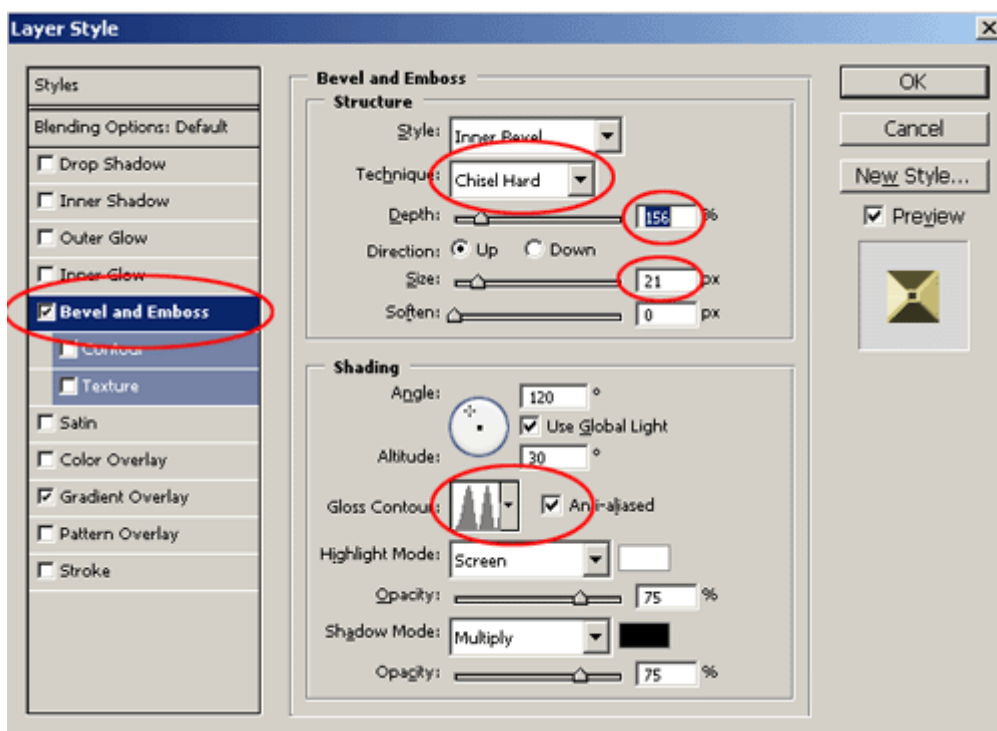 Layer Style
Styles
Blending Options: Default
Drop Shadow
Inner Shadow
Outer Glow
Inner Glow
Bevel and Emboss
Contour
Texture
Satin
Color Overlay
Gradient Overlay
Pattern Overlay
Stroke
Bevel and Emboss
Structure
Style: Inner Bevel
Technique: Chisel Hard
Depth: 156 %
Direction: Up Down
Size: 21 px
Soften: 0 px
Shading
Angle: 120 °
Use Global Light
Altitude: 30 °
Gloss Contour: Anti-aliased
Highlight Mode: Screen
Opacity: 75 %
Shadow Mode: Multiply
Opacity: 75 %
OK
Cancel
New Style...
Preview